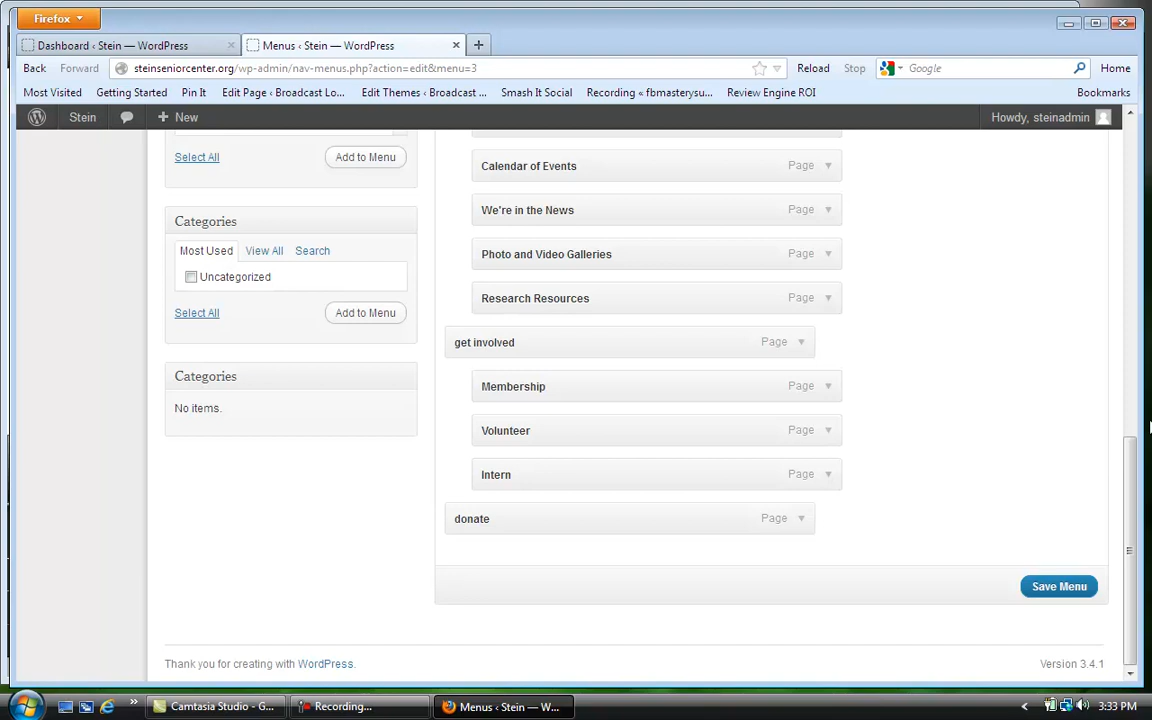 Firefox
Dashboard ‹ Stein — WordPress
Menus ‹ Stein — WordPress
Back Forward steinseniorcenter.org/wp-admin/nav-menus.php?action=edit&menu=3 Reload Stop Google Home
Most Visited Getting Started Pin It Edit Page ‹ Broadcast Lo... Edit Themes ‹ Broadcast ... Smash It Social Recording « fbmasterysu... Review Engine ROI Bookmarks
Stein + New Howdy, steinadmin
Select All Add to Menu
Categories
Most Used View All Search
Uncategorized
Select All Add to Menu
Categories
No items.
Calendar of Events Page
We're in the News Page
Photo and Video Galleries Page
Research Resources Page
get involved Page
Membership Page
Volunteer Page
Intern Page
donate Page
Save Menu
Thank you for creating with WordPress. Version 3.4.1
Camtasia Studio - G... Recording... Menus ‹ Stein — W... 3:33 PM